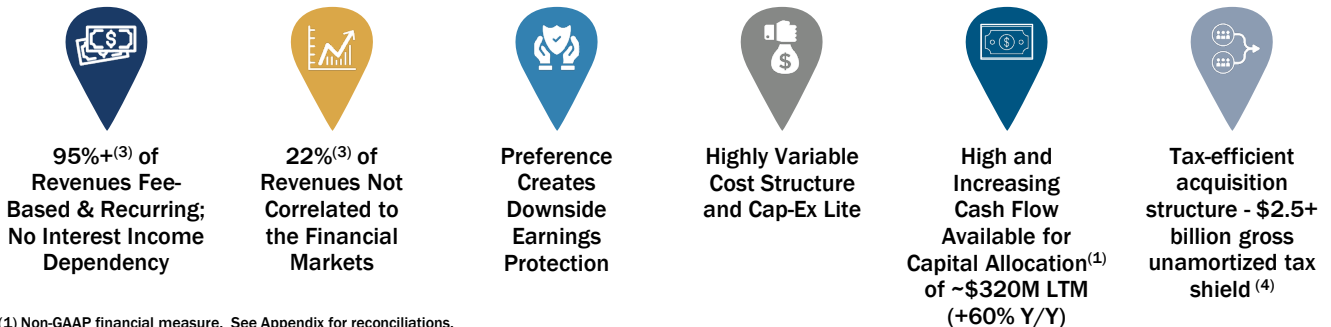 95%+(3) of
Revenues Fee-
Based & Recurring;
No Interest Income
Dependency
22%(3) of
Revenues Not
Correlated to
the Financial
Markets
Preference
Creates
Downside
Earnings
Protection
Highly Variable
Cost Structure
and Cap-Ex Lite
High and
Increasing
Cash Flow
Available for
Capital Allocation(1)
of ~$320M LTM
(+60% Y/Y)
Tax-efficient
acquisition
structure - $2.5+
billion gross
unamortized tax
shield (4)
(1) Non-GAAP financial measure. See Appendix for reconciliations.